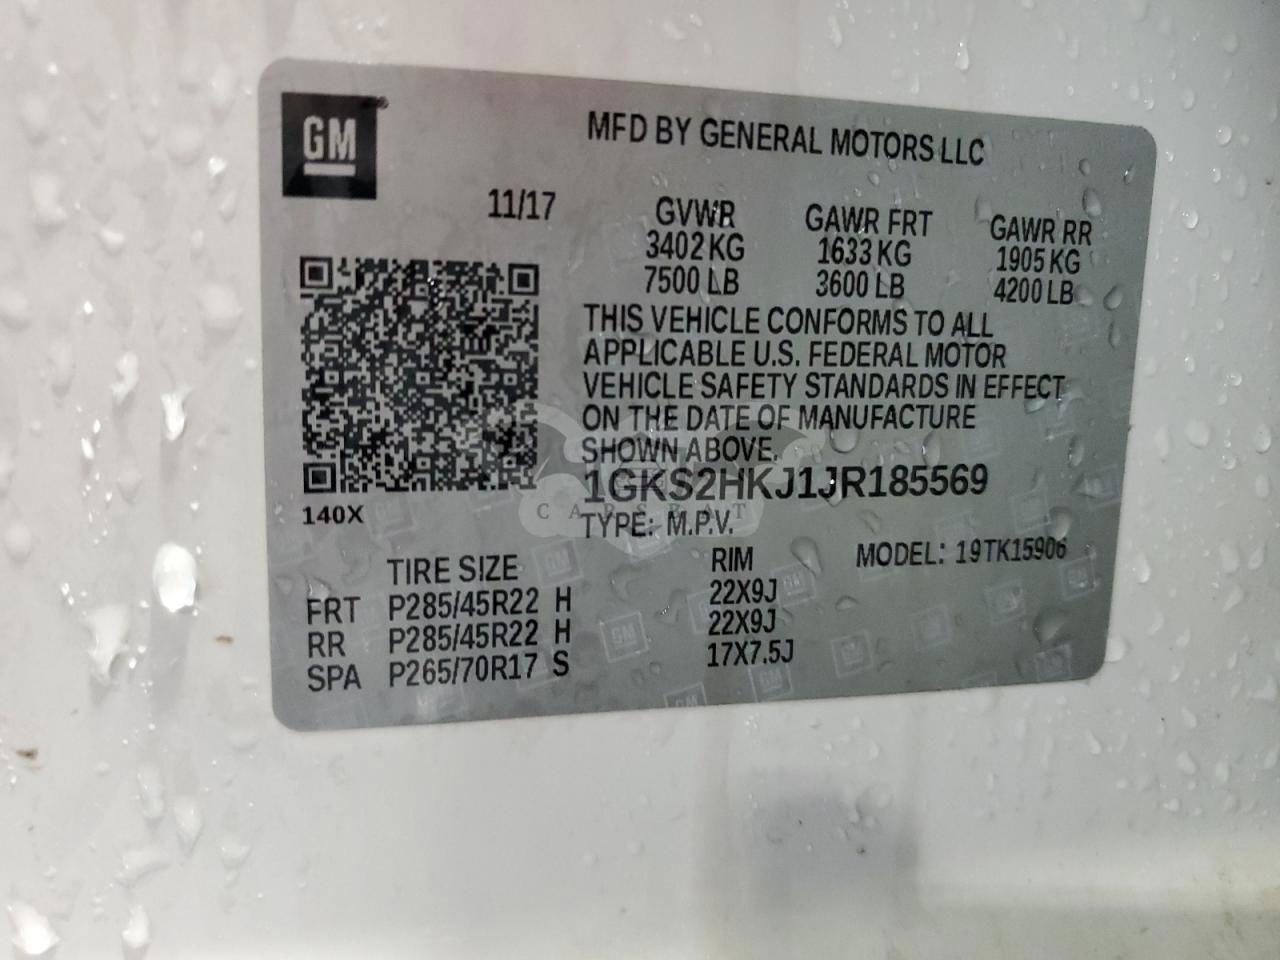 GM
MFD BY GENERAL MOTORS LLC
11/17
GVWR GAWR FRT GAWR RR
3402 KG 1633 KG 1905 KG
7500 LB 3600 LB 4200 LB
THIS VEHICLE CONFORMS TO ALL
APPLICABLE U.S. FEDERAL MOTOR
VEHICLE SAFETY STANDARDS IN EFFECT
ON THE DATE OF MANUFACTURE
SHOWN ABOVE.
1GKS2HKJ1JR185569
CARSBAT
140X
TYPE: M.P.V.
MODEL: 19TK15906
TIRE SIZE RIM
FRT P285/45R22 H 22X9J
RR P285/45R22 H 22X9J
SPA P265/70R17 S 17X7.5J